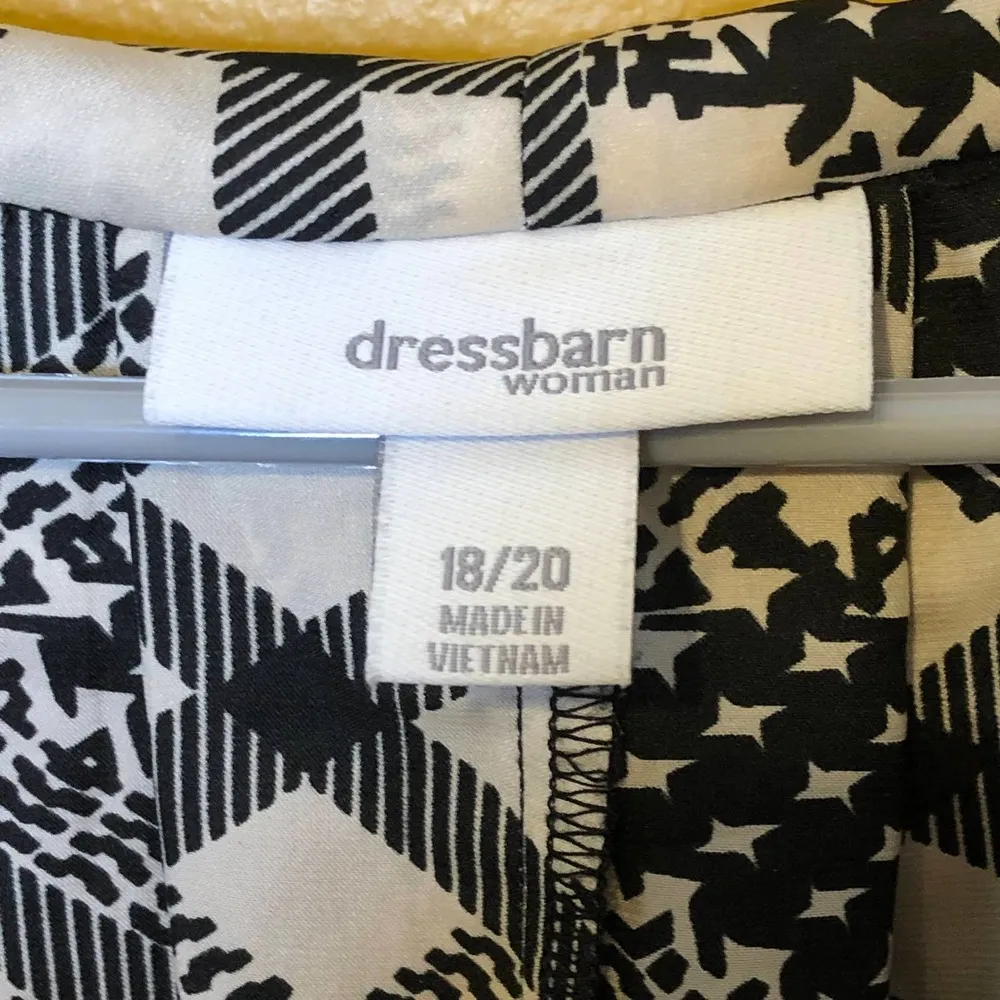 dressbarn
woman
18/20
MADE IN
VIETNAM